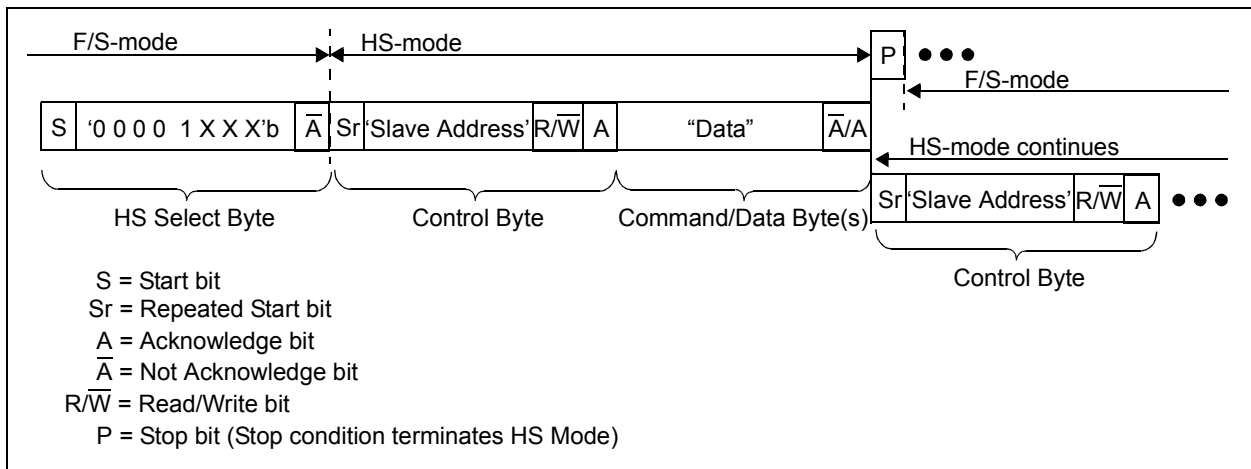 F/S-mode
HS-mode
P
F/S-mode
S '0 0 0 0 1 X X X'b A̅ Sr 'Slave Address' R/W̅ A "Data" A̅/A
HS-mode continues
Sr 'Slave Address' R/W̅ A
HS Select Byte
Control Byte
Command/Data Byte(s)
Control Byte
S = Start bit
Sr = Repeated Start bit
A = Acknowledge bit
A̅ = Not Acknowledge bit
R/W̅ = Read/Write bit
P = Stop bit (Stop condition terminates HS Mode)